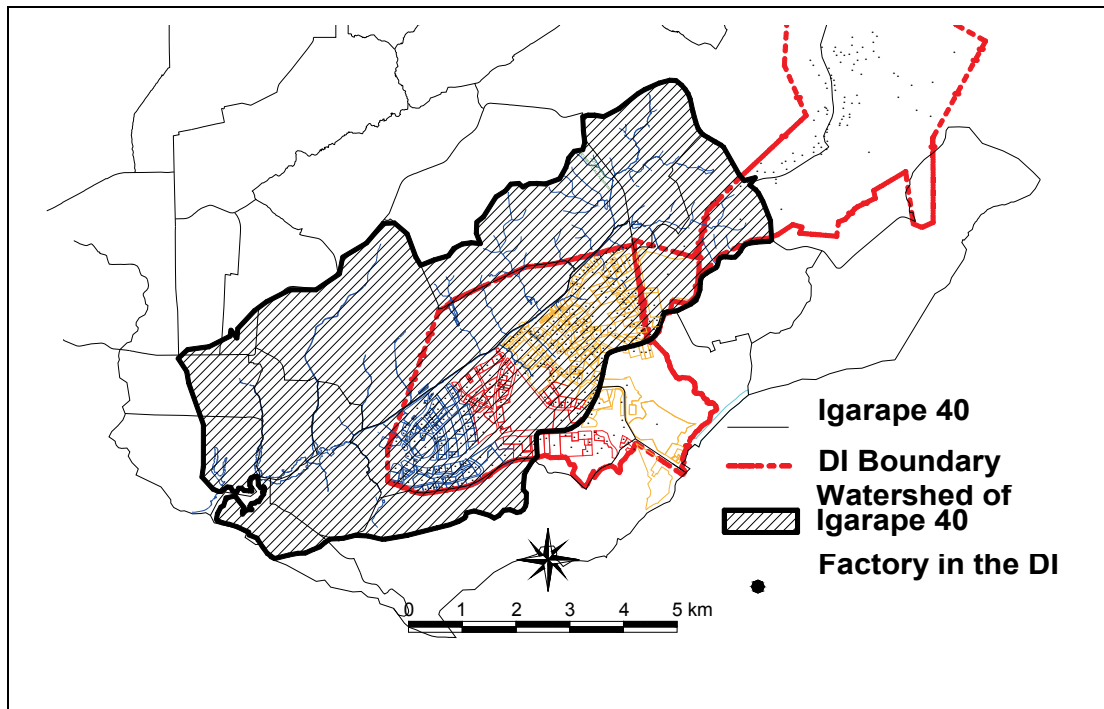 Igarape 40
DI Boundary
Watershed of
Igarape 40
Factory in the DI
0 1 2 3 4 5 km